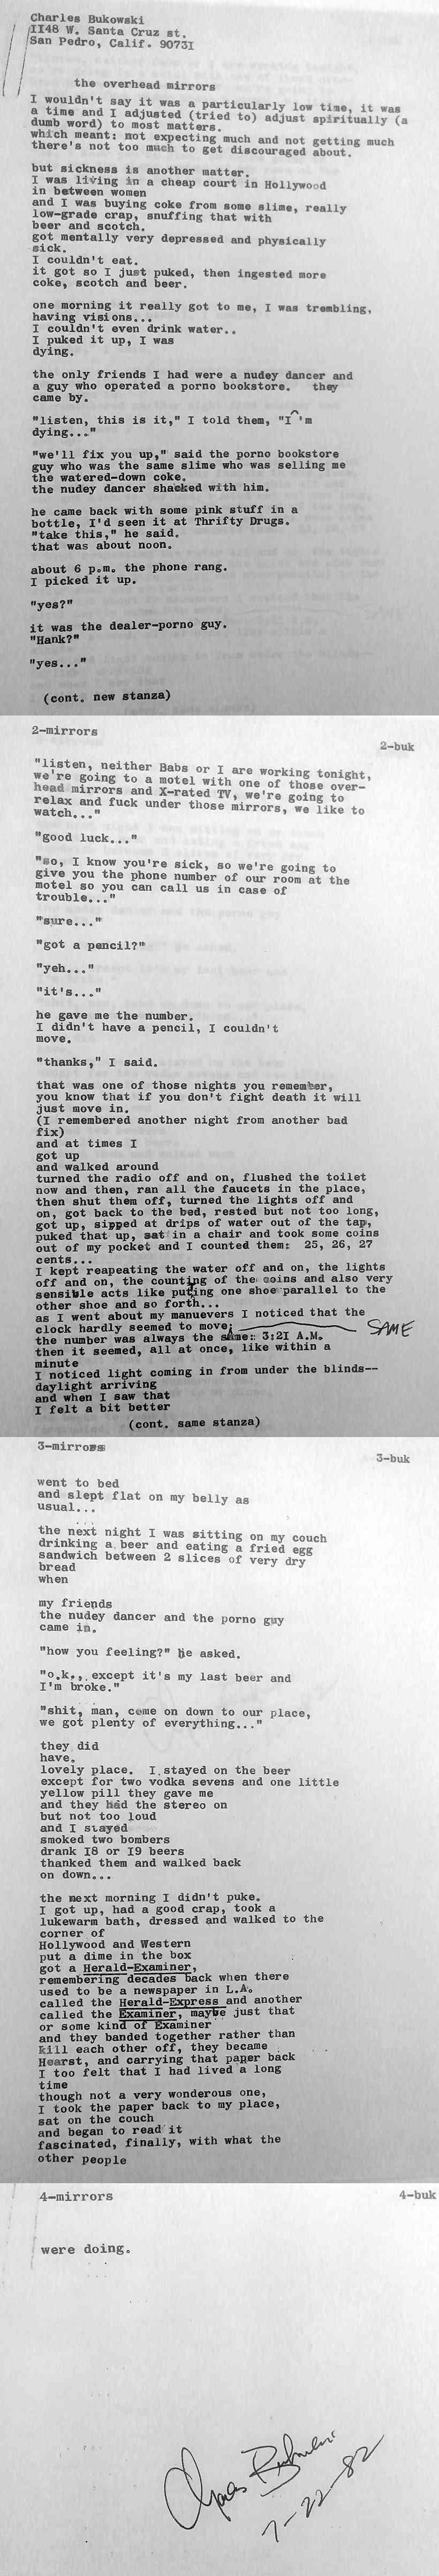 Charles Bukowski
II48 W. Santa Cruz st.
San Pedro, Calif. 9073I
the overhead mirrors
I wouldn't say it was a particularly low time, it was
a time and I adjusted (tried to) adjust spiritually (a
dumb word) to most matters.
which meant: not expecting much and not getting much
there's not too much to get discouraged about.
but sickness is another matter.
I was living in a cheap court in Hollywood
in between women
and I was buying coke from some slime, really
low-grade crap, snuffing that with
beer and scotch.
got mentally very depressed and physically
sick.
I couldn't eat.
it got so I just puked, then ingested more
coke, scotch and beer.
one morning it really got to me, I was trembling,
having visions...
I couldn't even drink water..
I puked it up, I was
dying.
the only friends I had were a nudey dancer and
a guy who operated a porno bookstore. they
came by.
"listen, this is it," I told them, "I'm
dying..."
"we'll fix you up," said the porno bookstore
guy who was the same slime who was selling me
the watered-down coke.
the nudey dancer shacked with him.
he came back with some pink stuff in a
bottle, I'd seen it at Thrifty Drugs.
"take this," he said.
that was about noon.
about 6 p.m. the phone rang.
I picked it up.
"yes?"
it was the dealer-porno guy.
"Hank?"
"yes..."
(cont. new stanza)
2-mirrors
2-buk
"listen, neither Babs or I are working tonight,
we're going to a motel with one of those over-
head mirrors and X-rated TV, we're going to
relax and fuck under those mirrors, we like to
watch..."
"good luck..."
"so, I know you're sick, so we're going to
give you the phone number of our room at the
motel so you can call us in case of
trouble..."
"sure..."
"got a pencil?"
"yeh..."
"it's..."
he gave me the number.
I didn't have a pencil, I couldn't
move.
"thanks," I said.
that was one of those nights you remember,
you know that if you don't fight death it will
just move in.
(I remembered another night from another bad
fix)
and at times I
got up
and walked around
turned the radio off and on, flushed the toilet
now and then, ran all the faucets in the place,
then shut them off, turned the lights off and
on, got back to the bed, rested but not too long,
got up, sipped at drips of water out of the tap,
puked that up, sat in a chair and took some coins
out of my pocket and I counted them: 25, 26, 27
cents...
I kept reapeating the water off and on, the lights
off and on, the counting of the coins and also very
sensible acts like puting one shoe parallel to the
other shoe and so forth...
as I went about my manuevers I noticed that the
clock hardly seemed to move;
the number was always the same: 3:2I A.M. SAME
then it seemed, all at once, like within a
minute
I noticed light coming in from under the blinds--
daylight arriving
and when I saw that
I felt a bit better
(cont. same stanza)
3-mirrors
3-buk
went to bed
and slept flat on my belly as
usual...
the next night I was sitting on my couch
drinking a beer and eating a fried egg
sandwich between 2 slices of very dry
bread
when
my friends
the nudey dancer and the porno guy
came in.
"how you feeling?" he asked.
"o.k., except it's my last beer and
I'm broke."
"shit, man, come on down to our place,
we got plenty of everything..."
they did
have.
lovely place. I stayed on the beer
except for two vodka sevens and one little
yellow pill they gave me
and they had the stereo on
but not too loud
and I stayed
smoked two bombers
drank I8 or I9 beers
thanked them and walked back
on down...
the next morning I didn't puke.
I got up, had a good crap, took a
lukewarm bath, dressed and walked to the
corner of
Hollywood and Western
put a dime in the box
got a Herald-Examiner,
remembering decades back when there
used to be a newspaper in L.A.
called the Herald-Express and another
called the Examiner, maybe just that
or some kind of Examiner
and they banded together rather than
kill each other off, they became
Hearst, and carrying that paper back
I too felt that I had lived a long
time
though not a very wonderous one,
I took the paper back to my place,
sat on the couch
and began to read it
fascinated, finally, with what the
other people
4-mirrors
4-buk
were doing.
Charles Bukowski
7-22-82